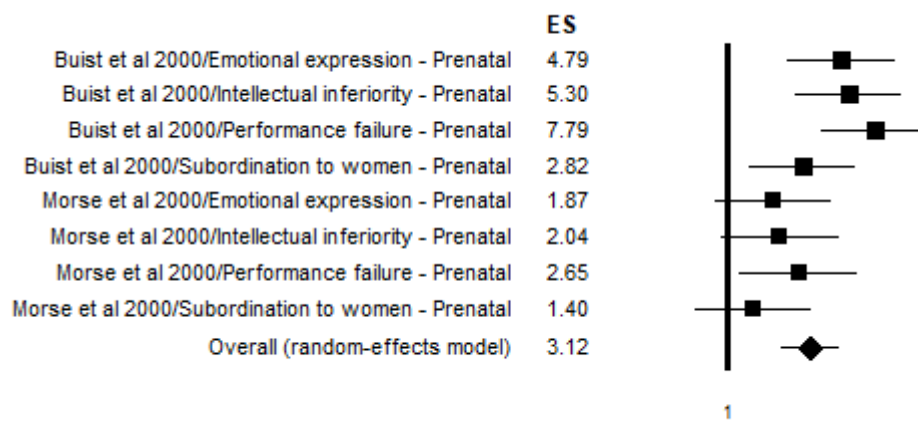 ES
Buist et al 2000/Emotional expression - Prenatal 4.79
Buist et al 2000/Intellectual inferiority - Prenatal 5.30
Buist et al 2000/Performance failure - Prenatal 7.79
Buist et al 2000/Subordination to women - Prenatal 2.82
Morse et al 2000/Emotional expression - Prenatal 1.87
Morse et al 2000/Intellectual inferiority - Prenatal 2.04
Morse et al 2000/Performance failure - Prenatal 2.65
Morse et al 2000/Subordination to women - Prenatal 1.40
Overall (random-effects model) 3.12
1